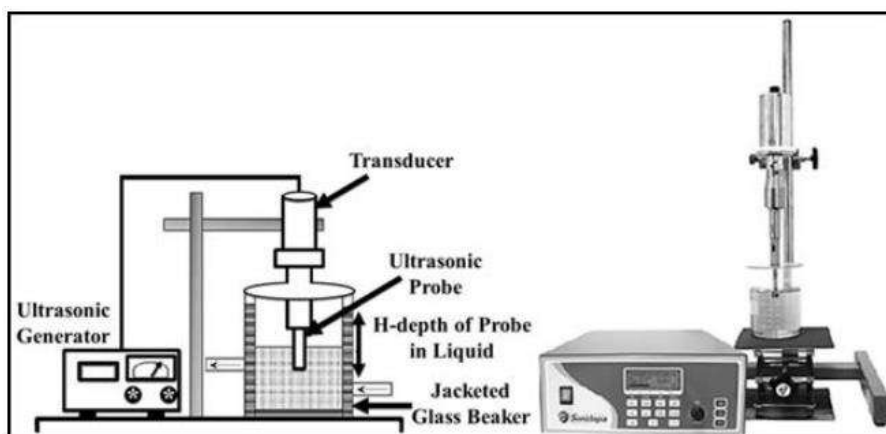 Transducer
Ultrasonic
Probe
Ultrasonic
Generator
H-depth of Probe
in Liquid
Jacketed
Glass Beaker